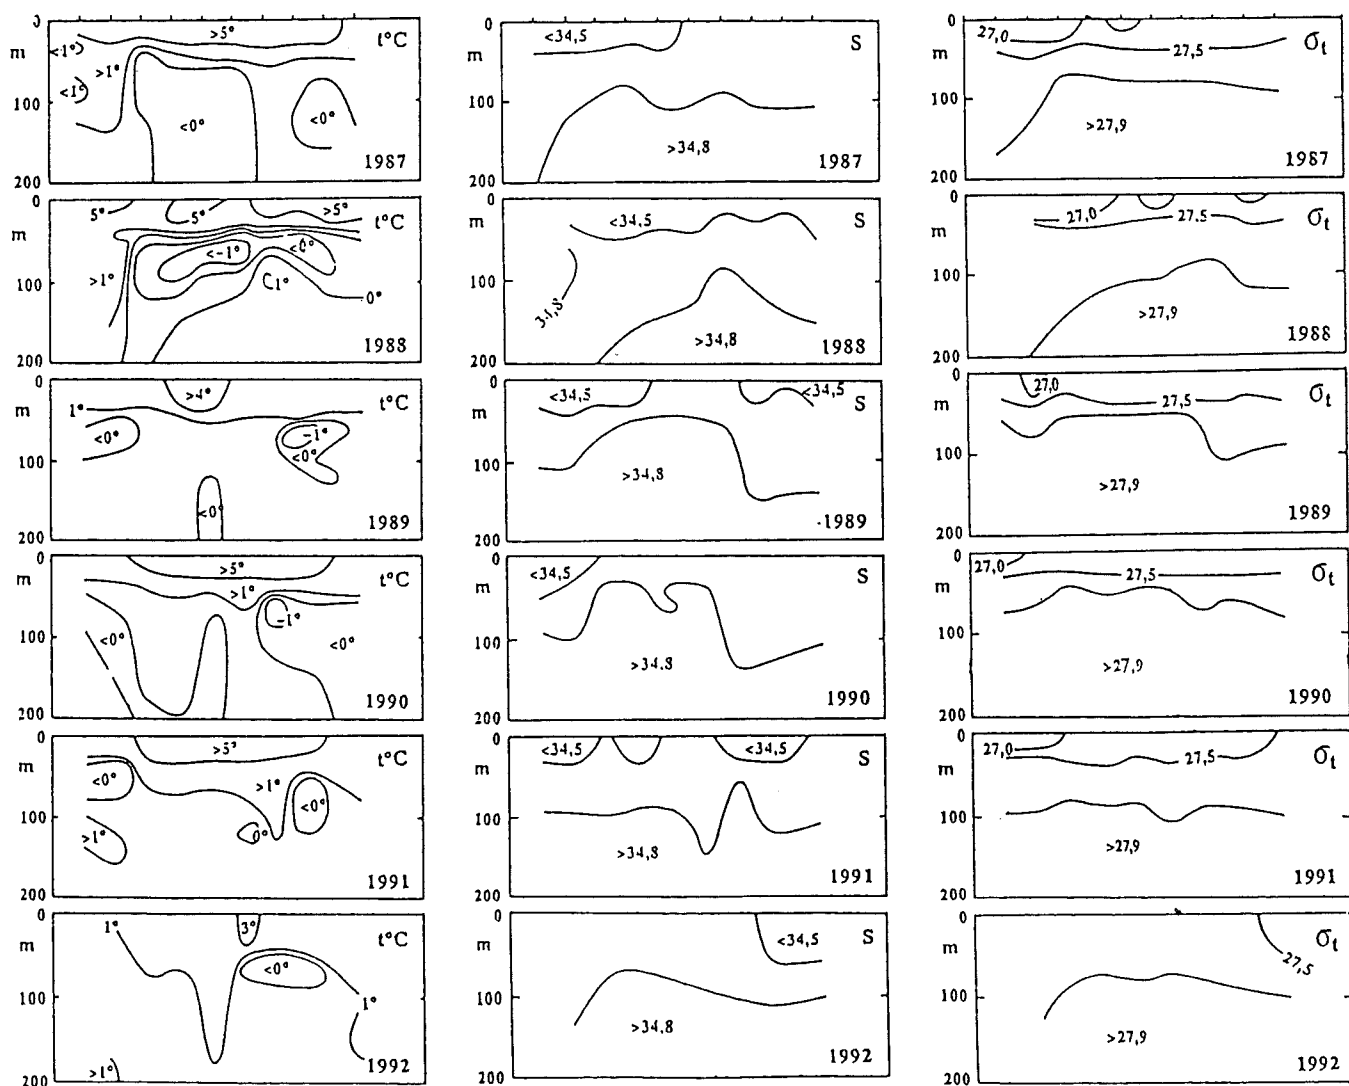 0 >5° t°C
m <1° >1°
<1°
100 <0° <0°
200 1987
0 <34,5 S
m
100 >34,8
200 1987
0 27,0 27,5 σt
m
100 >27,9
200 1987
0 5° 5° >5° t°C
m <-1° <0°
>1° 1°
100 0°
200 1988
0 <34,5 S
m
100 34,8 >34,8
200 1988
0 27,0 27,5 σt
m
100 >27,9
200 1988
0 >4° t°C
1°
m <0° -1°
<0°
100 <0°
200 1989
0 <34,5 <34,5 S
m
100 >34,8
200 1989
0 27,0 27,5 σt
m
100 >27,9
200 1989
0 >5° t°C
m >1°
-1°
100 <0° <0°
200 1990
0 <34,5 S
m
100 >34,8
200 1990
0 27,0 27,5 σt
m
100 >27,9
200 1990
0 >5° t°C
m <0° >1° <0°
100 >1° 0°
200 1991
0 <34,5 <34,5 S
m
100 >34,8
200 1991
0 27,0 27,5 σt
m
100 >27,9
200 1991
0 1° 3° t°C
m <0°
100 1°
200 >1° 1992
0 <34,5 S
m
100 >34,8
200 1992
0 27,5 σt
m
100 >27,9
200 1992